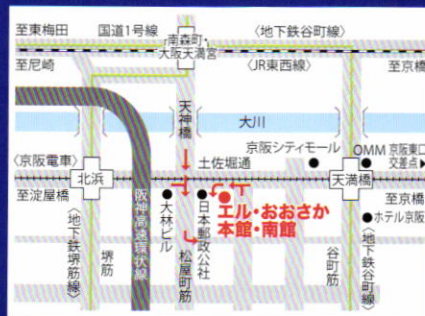 至東梅田
国道1号線
南森町・
大阪天満宮
〈地下鉄谷町線〉
至尼崎
〈JR東西線〉
至京橋
天神橋
大川
京阪シティモール
OMM
京阪東口
交差点▶
〈京阪電車〉
北浜
土佐堀通
天満橋
至淀屋橋
至京橋
阪神高速環状線
大林ビル
日本郵政公社
エル・おおさか
本館・南館
ホテル京阪
〈地下鉄堺筋線〉
堺筋
松屋町筋
谷町筋
〈地下鉄谷町線〉